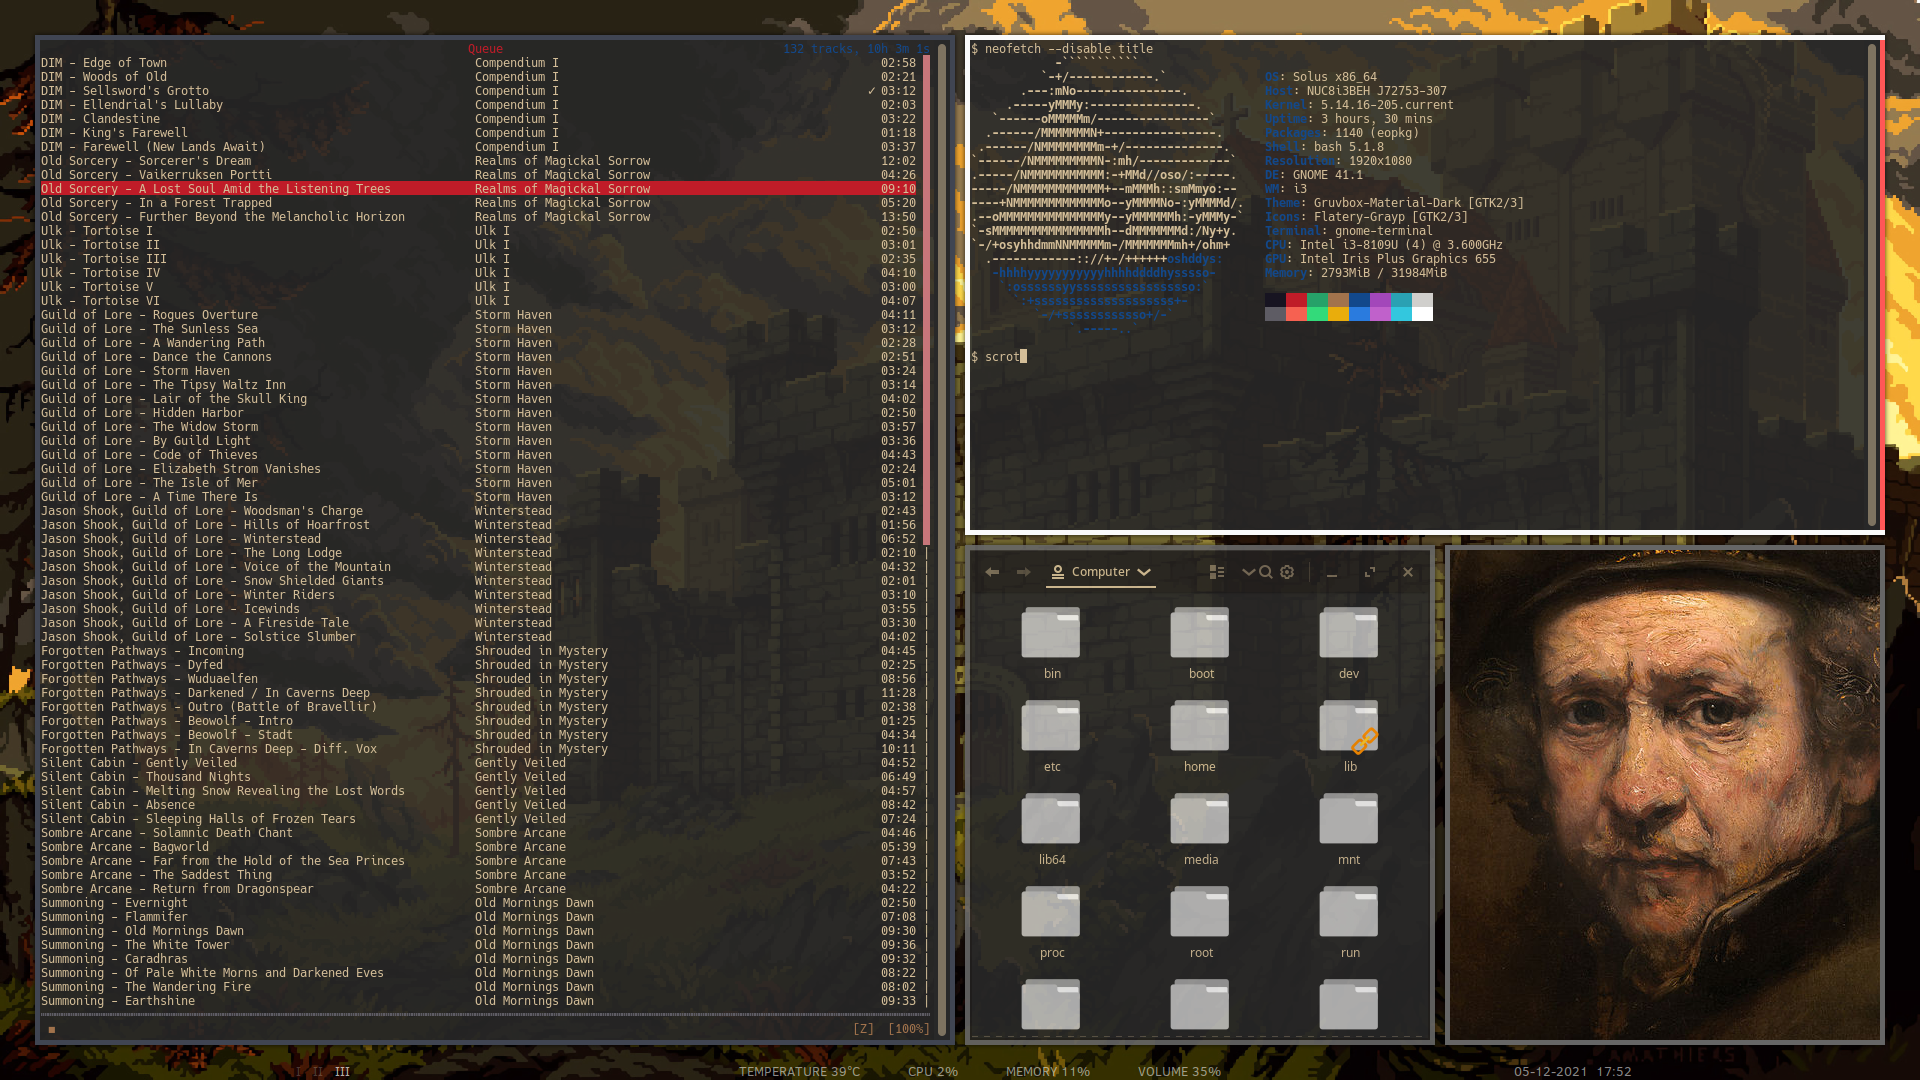 Queue 132 tracks, 10h 3m 1s
DIM - Edge of Town Compendium I 02:58
DIM - Woods of Old Compendium I 02:21
DIM - Sellsword's Grotto Compendium I ✓ 03:12
DIM - Ellendrial's Lullaby Compendium I 02:03
DIM - Clandestine Compendium I 03:22
DIM - King's Farewell Compendium I 01:18
DIM - Farewell (New Lands Await) Compendium I 03:37
Old Sorcery - Sorcerer's Dream Realms of Magickal Sorrow 12:02
Old Sorcery - Vaikerruksen Portti Realms of Magickal Sorrow 04:26
Old Sorcery - A Lost Soul Amid the Listening Trees Realms of Magickal Sorrow 09:10
Old Sorcery - In a Forest Trapped Realms of Magickal Sorrow 05:20
Old Sorcery - Further Beyond the Melancholic Horizon Realms of Magickal Sorrow 13:50
Ulk - Tortoise I Ulk I 02:50
Ulk - Tortoise II Ulk I 03:01
Ulk - Tortoise III Ulk I 02:35
Ulk - Tortoise IV Ulk I 04:10
Ulk - Tortoise V Ulk I 03:00
Ulk - Tortoise VI Ulk I 04:07
Guild of Lore - Rogues Overture Storm Haven 04:11
Guild of Lore - The Sunless Sea Storm Haven 03:12
Guild of Lore - A Wandering Path Storm Haven 02:28
Guild of Lore - Dance the Cannons Storm Haven 02:51
Guild of Lore - Storm Haven Storm Haven 03:24
Guild of Lore - The Tipsy Waltz Inn Storm Haven 03:14
Guild of Lore - Lair of the Skull King Storm Haven 04:02
Guild of Lore - Hidden Harbor Storm Haven 02:50
Guild of Lore - The Widow Storm Storm Haven 03:57
Guild of Lore - By Guild Light Storm Haven 03:36
Guild of Lore - Code of Thieves Storm Haven 04:43
Guild of Lore - Elizabeth Strom Vanishes Storm Haven 02:24
Guild of Lore - The Isle of Mer Storm Haven 05:01
Guild of Lore - A Time There Is Storm Haven 03:12
Jason Shook, Guild of Lore - Woodsman's Charge Winterstead 02:43
Jason Shook, Guild of Lore - Hills of Hoarfrost Winterstead 01:56
Jason Shook, Guild of Lore - Winterstead Winterstead 06:52
Jason Shook, Guild of Lore - The Long Lodge Winterstead 02:10
Jason Shook, Guild of Lore - Voice of the Mountain Winterstead 04:32
Jason Shook, Guild of Lore - Snow Shielded Giants Winterstead 02:01
Jason Shook, Guild of Lore - Winter Riders Winterstead 03:10
Jason Shook, Guild of Lore - Icewinds Winterstead 03:55
Jason Shook, Guild of Lore - A Fireside Tale Winterstead 03:30
Jason Shook, Guild of Lore - Solstice Slumber Winterstead 04:02
Forgotten Pathways - Incoming Shrouded in Mystery 04:45
Forgotten Pathways - Dyfed Shrouded in Mystery 02:25
Forgotten Pathways - Wuduaelfen Shrouded in Mystery 08:56
Forgotten Pathways - Darkened / In Caverns Deep Shrouded in Mystery 11:28
Forgotten Pathways - Outro (Battle of Bravellir) Shrouded in Mystery 02:38
Forgotten Pathways - Beowolf - Intro Shrouded in Mystery 01:25
Forgotten Pathways - Beowolf - Stadt Shrouded in Mystery 04:34
Forgotten Pathways - In Caverns Deep - Diff. Vox Shrouded in Mystery 10:11
Silent Cabin - Gently Veiled Gently Veiled 04:52
Silent Cabin - Thousand Nights Gently Veiled 06:49
Silent Cabin - Melting Snow Revealing the Lost Words Gently Veiled 04:57
Silent Cabin - Absence Gently Veiled 08:42
Silent Cabin - Sleeping Halls of Frozen Tears Gently Veiled 07:24
Sombre Arcane - Solamnic Death Chant Sombre Arcane 04:46
Sombre Arcane - Bagworld Sombre Arcane 05:39
Sombre Arcane - Far from the Hold of the Sea Princes Sombre Arcane 07:43
Sombre Arcane - The Saddest Thing Sombre Arcane 03:52
Sombre Arcane - Return from Dragonspear Sombre Arcane 04:22
Summoning - Evernight Old Mornings Dawn 02:50
Summoning - Flammifer Old Mornings Dawn 07:08
Summoning - Old Mornings Dawn Old Mornings Dawn 09:30
Summoning - The White Tower Old Mornings Dawn 09:36
Summoning - Caradhras Old Mornings Dawn 09:32
Summoning - Of Pale White Morns and Darkened Eves Old Mornings Dawn 08:22
Summoning - The Wandering Fire Old Mornings Dawn 08:02
Summoning - Earthshine Old Mornings Dawn 09:33
[Z] [100%]
$ neofetch --disable title
OS: Solus x86_64
Host: NUC8i3BEH J72753-307
Kernel: 5.14.16-205.current
Uptime: 3 hours, 30 mins
Packages: 1140 (eopkg)
Shell: bash 5.1.8
Resolution: 1920x1080
DE: GNOME 41.1
WM: i3
Theme: Gruvbox-Material-Dark [GTK2/3]
Icons: Flatery-Grayp [GTK2/3]
Terminal: gnome-terminal
CPU: Intel i3-8109U (4) @ 3.600GHz
GPU: Intel Iris Plus Graphics 655
Memory: 2793MiB / 31984MiB
$ scrot
Computer
bin boot dev
etc home lib
lib64 media mnt
proc root run
I II III TEMPERATURE 39°C CPU 2% MEMORY 11% VOLUME 35% 05-12-2021 17:52